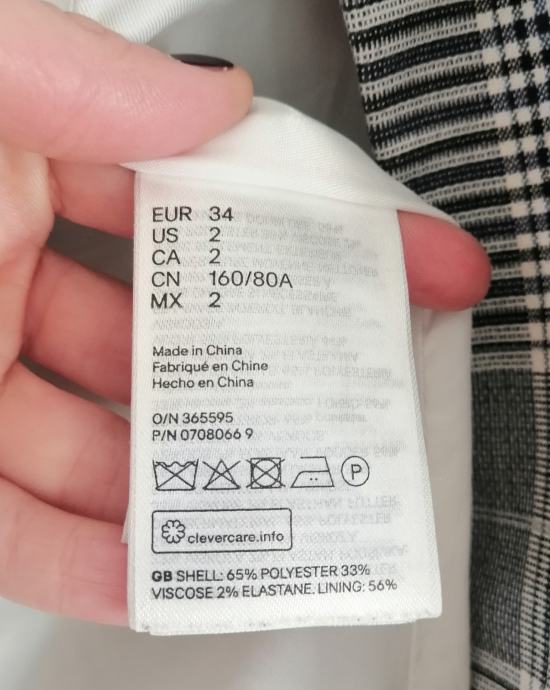 EUR 34
US 2
CA 2
CN 160/80A
MX 2
Made in China
Fabriqué en Chine
Hecho en China
O/N 365595
P/N 0708066 9
P
clevercare.info
GB SHELL: 65% POLYESTER 33%
VISCOSE 2% ELASTANE. LINING: 56%